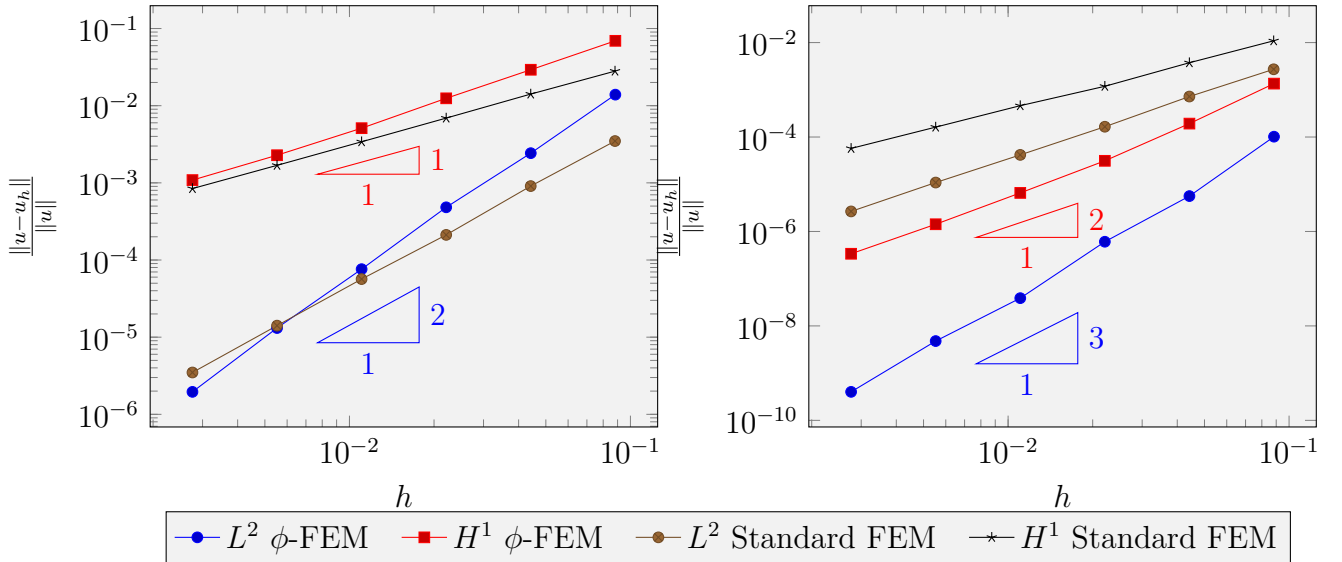 10^{-1}
10^{-2}
10^{-3}
10^{-4}
10^{-5}
10^{-6}
\frac{\|u-u_h\|}{\|u\|}
1
1
2
1
10^{-2}
10^{-1}
h
10^{-2}
10^{-4}
10^{-6}
10^{-8}
10^{-10}
\frac{\|u-u_h\|}{\|u\|}
2
1
3
1
10^{-2}
10^{-1}
h
L^2 ϕ-FEM
H^1 ϕ-FEM
L^2 Standard FEM
H^1 Standard FEM